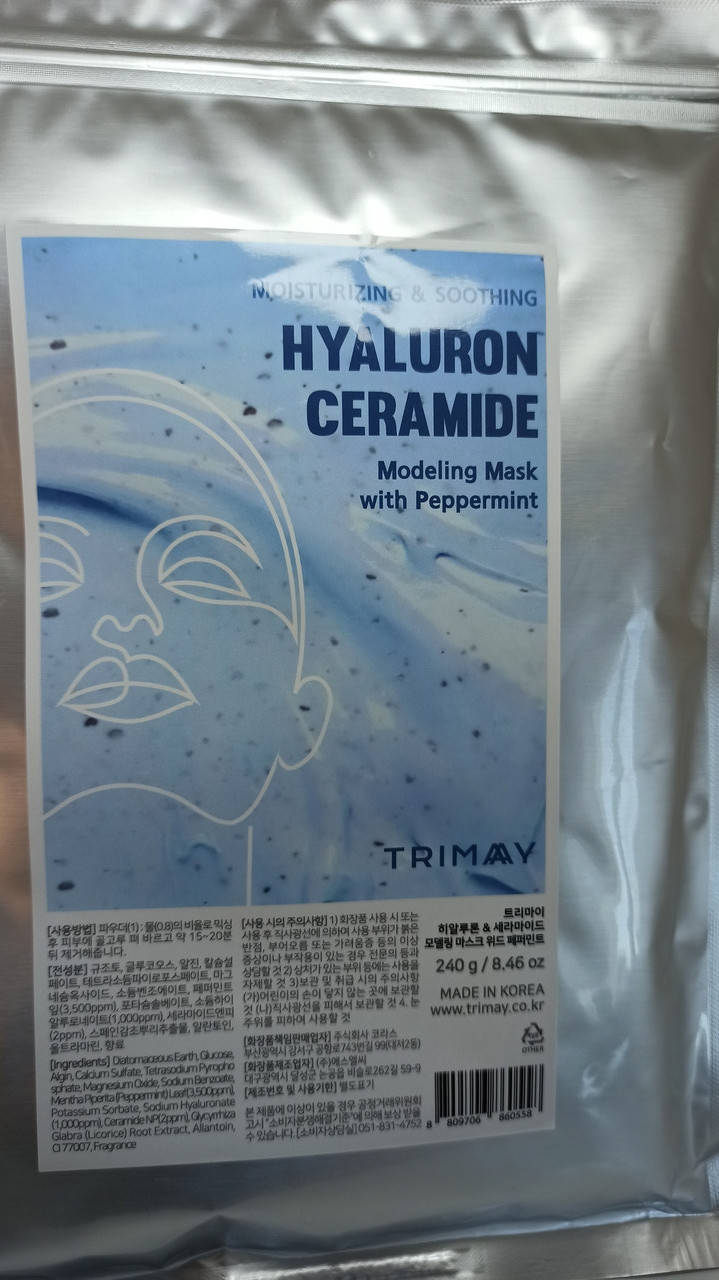 MOISTURIZING & SOOTHING
HYALURON
CERAMIDE
Modeling Mask
with Peppermint
TRIMAY
[사용방법] 파우더(1) : 물(0.8)의 비율로 믹싱
후 피부에 골고루 펴 바르고 약 15~20분
뒤 제거해줍니다.
[전성분] 규조토, 글루코오스, 알진, 칼슘설
페이트, 테트라소듐파이로포스페이트, 마그
네슘옥사이드, 소듐벤조에이트, 페퍼민트
잎(3,500ppm), 포타슘솔베이트, 소듐하이
알루로네이트(1,000ppm), 세라마이드엔피
(2ppm), 스페인감초뿌리추출물, 알란토인,
울트라마린, 향료
[Ingredients] Diatomaceous Earth, Glucose,
Algin, Calcium Sulfate, Tetrasodium Pyropho
sphate, Magnesium Oxide, Sodium Benzoate,
Mentha Piperita (Peppermint) Leaf(3,500ppm),
Potassium Sorbate, Sodium Hyaluronate
(1,000ppm), Ceramide NP(2ppm), Glycyrrhiza
Glabra (Licorice) Root Extract, Allantoin,
CI 77007, Fragrance
[사용 시의 주의사항] 1) 화장품 사용 시 또는
사용 후 직사광선에 의하여 사용 부위가 붉은
반점, 부어오름 또는 가려움증 등의 이상
증상이나 부작용이 있는 경우 전문의 등과
상담할 것 2) 상처가 있는 부위 등에는 사용을
자제할 것 3)보관 및 취급 시의 주의사항
(가)어린이의 손이 닿지 않는 곳에 보관할
것 (나)직사광선을 피해서 보관할 것 4. 눈
주위를 피하여 사용할 것
[화장품책임판매업자] 주식회사 코라스
부산광역시 강서구 공항로743번길 99(대저2동)
[화장품제조업자] (주)에스엘씨
대구광역시 달성군 논공읍 비슬로262길 59-9
[제조번호 및 사용기한] 별도표기
본 제품에 이상이 있을 경우 공정거래위원회
고시 "소비자분쟁해결기준"에 의해 보상 받을
수 있습니다. [소비자상담실] 051-831-4752
트리마이
히알루론 & 세라마이드
모델링 마스크 위드 페퍼민트
240 g / 8.46 oz
MADE IN KOREA
www.trimay.co.kr
OTHER
8 809706 860558